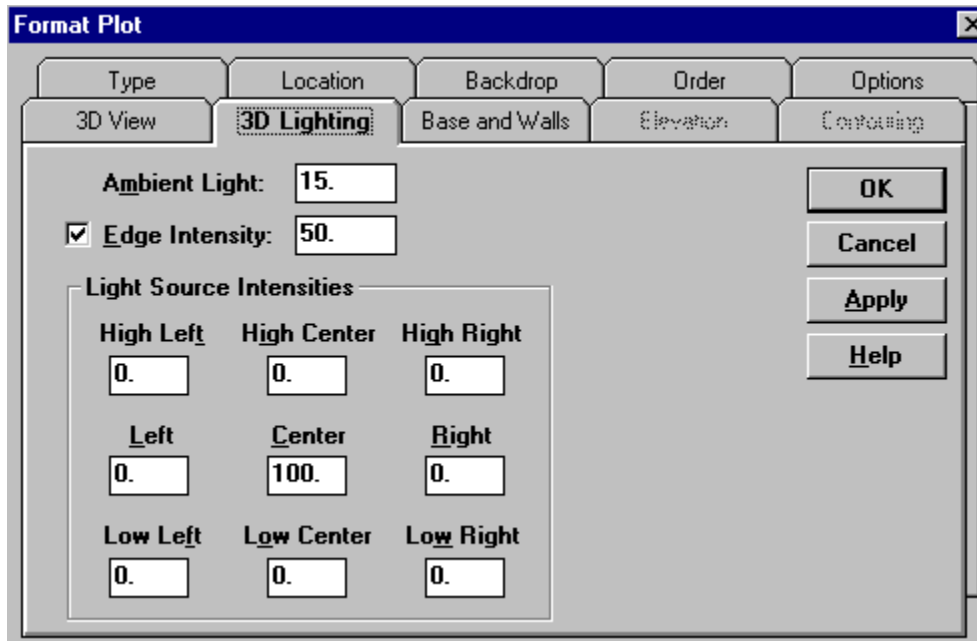 Format Plot
Type Location Backdrop Order Options
3D View 3D Lighting Base and Walls Elevation Contouring
Ambient Light: 15.
Edge Intensity: 50.
OK
Cancel
Apply
Help
Light Source Intensities
High Left High Center High Right
0. 0. 0.
Left Center Right
0. 100. 0.
Low Left Low Center Low Right
0. 0. 0.